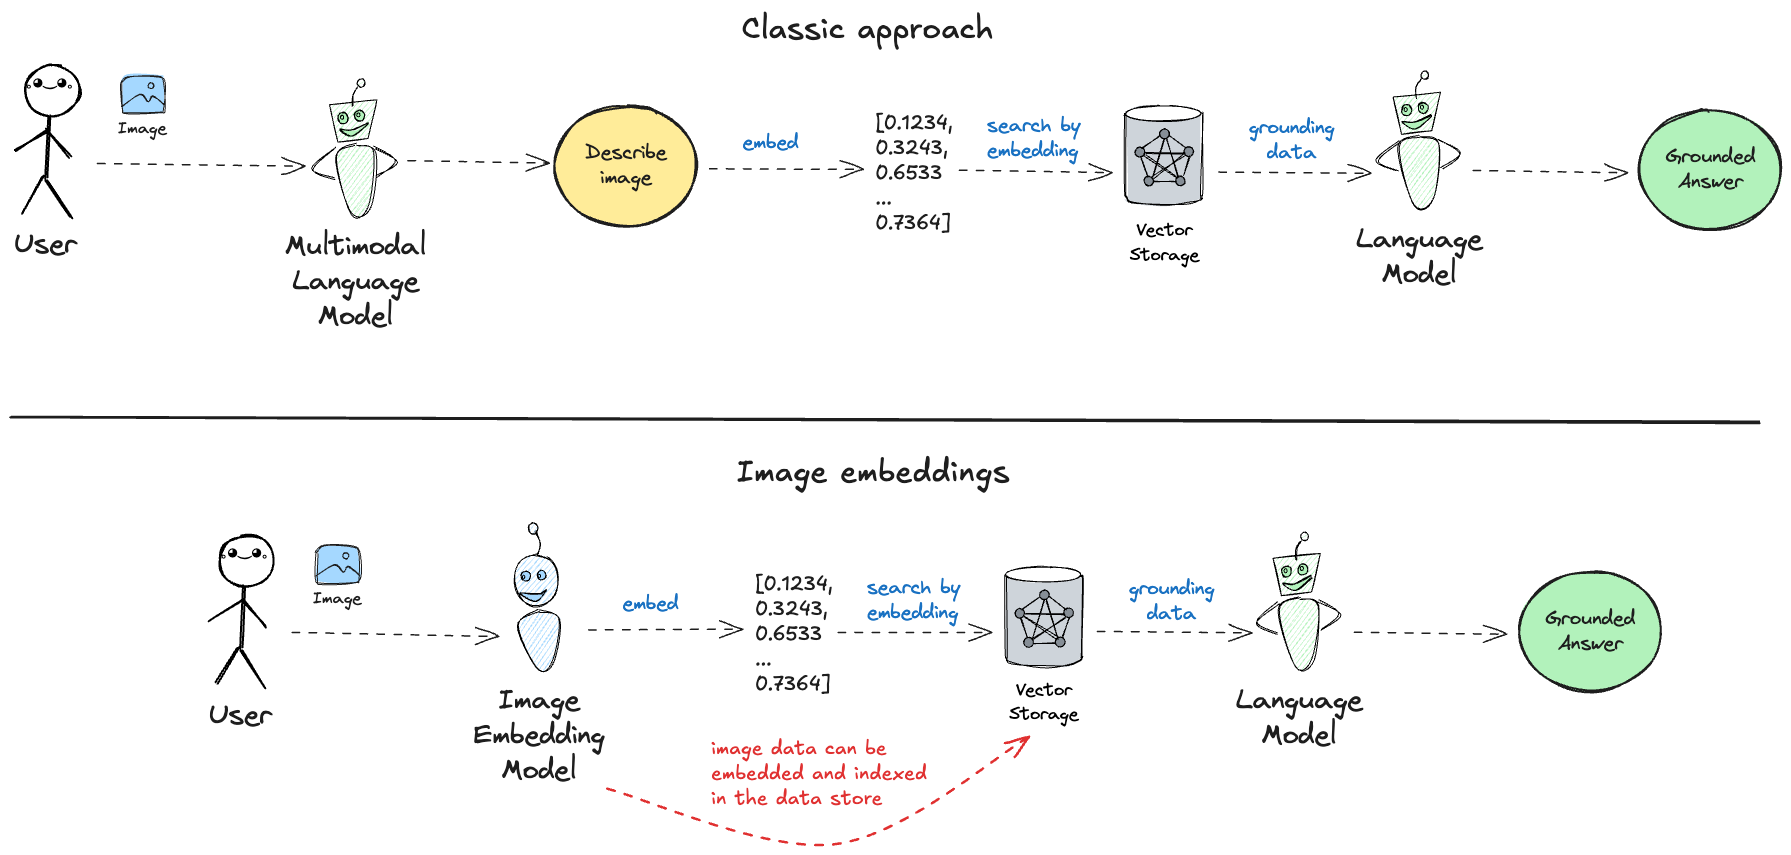 Classic approach
Image
User
Multimodal
Language
Model
Describe
image
embed
[0.1234,
0.3243,
0.6533
...
0.7364]
search by
embedding
Vector
Storage
grounding
data
Language
Model
Grounded
Answer
Image embeddings
Image
User
Image
Embedding
Model
embed
[0.1234,
0.3243,
0.6533
...
0.7364]
search by
embedding
Vector
Storage
grounding
data
Language
Model
Grounded
Answer
image data can be
embedded and indexed
in the data store